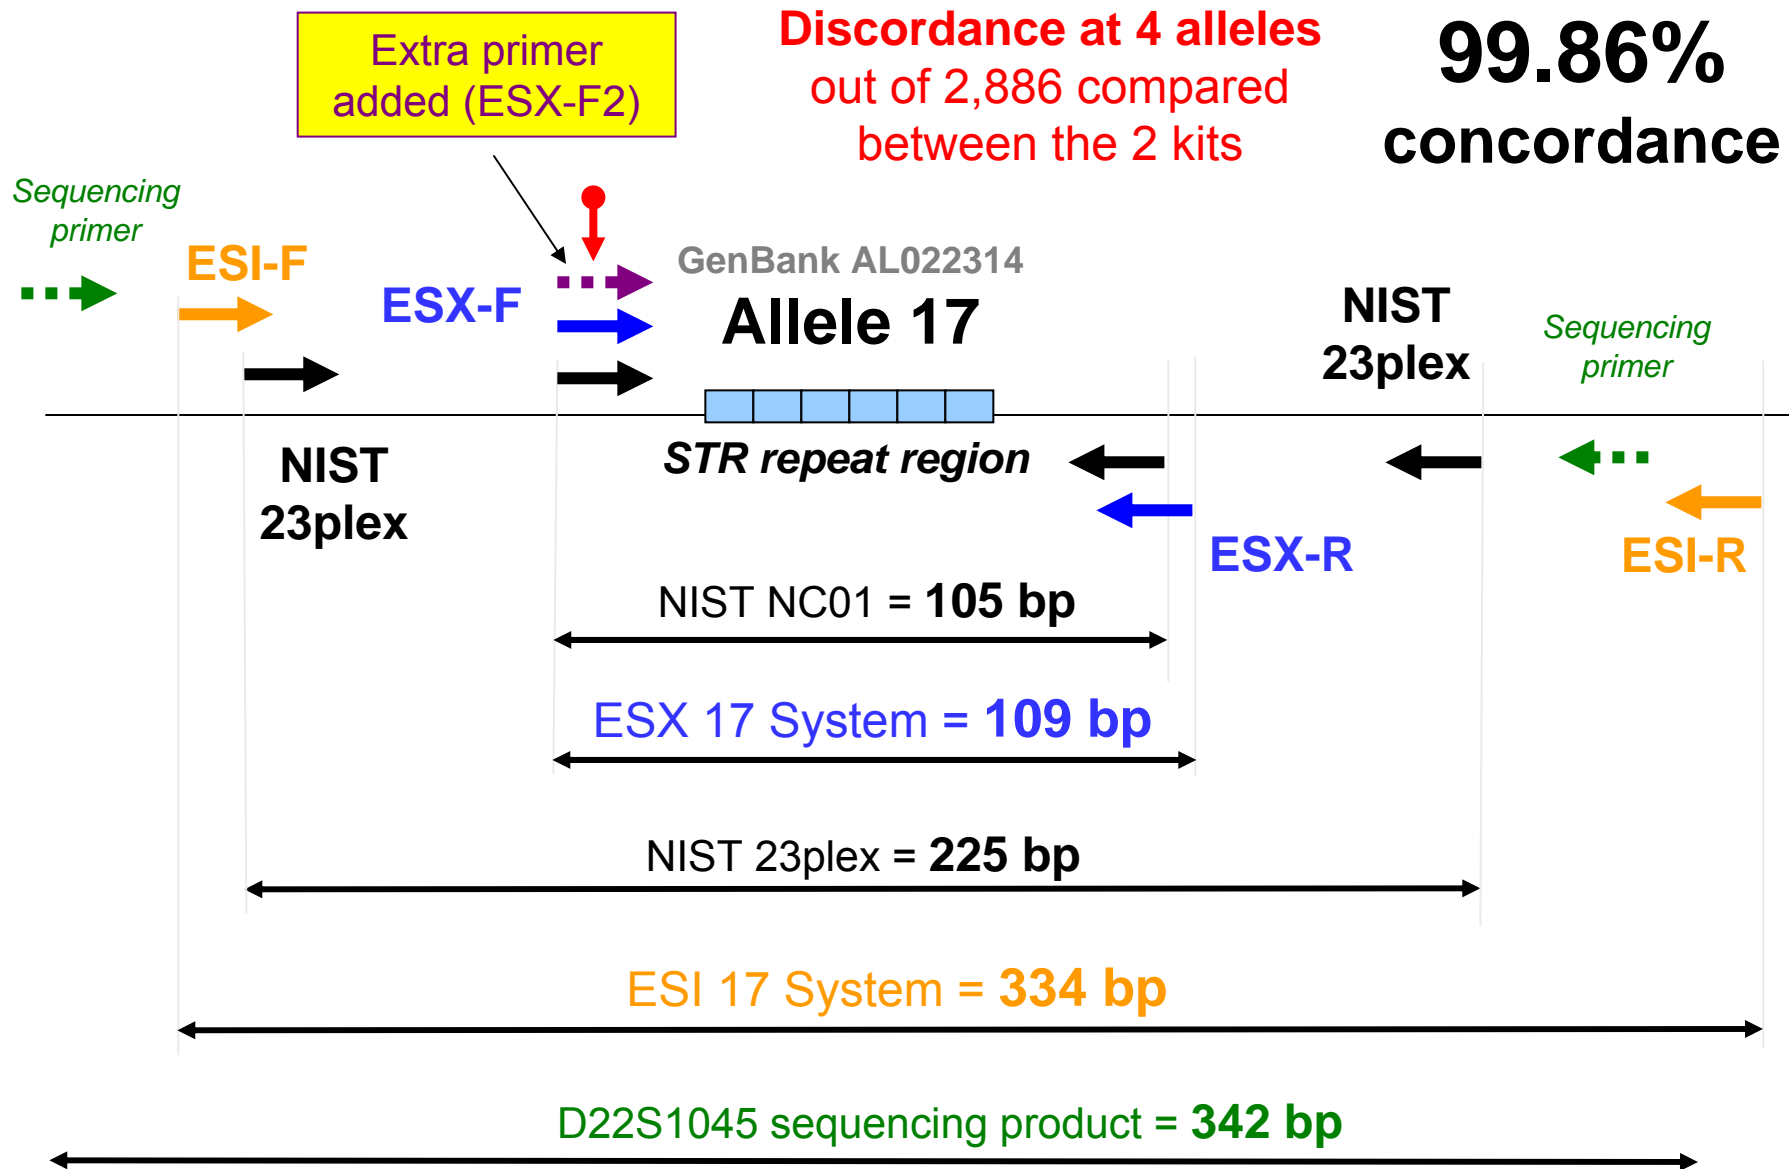 Extra primer
added (ESX-F2)
Discordance at 4 alleles
out of 2,886 compared
between the 2 kits
99.86%
concordance
Sequencing
primer
ESI-F
ESX-F
GenBank AL022314
Allele 17
NIST
23plex
Sequencing
primer
NIST
23plex
STR repeat region
ESX-R
ESI-R
NIST NC01 = 105 bp
ESX 17 System = 109 bp
NIST 23plex = 225 bp
ESI 17 System = 334 bp
D22S1045 sequencing product = 342 bp